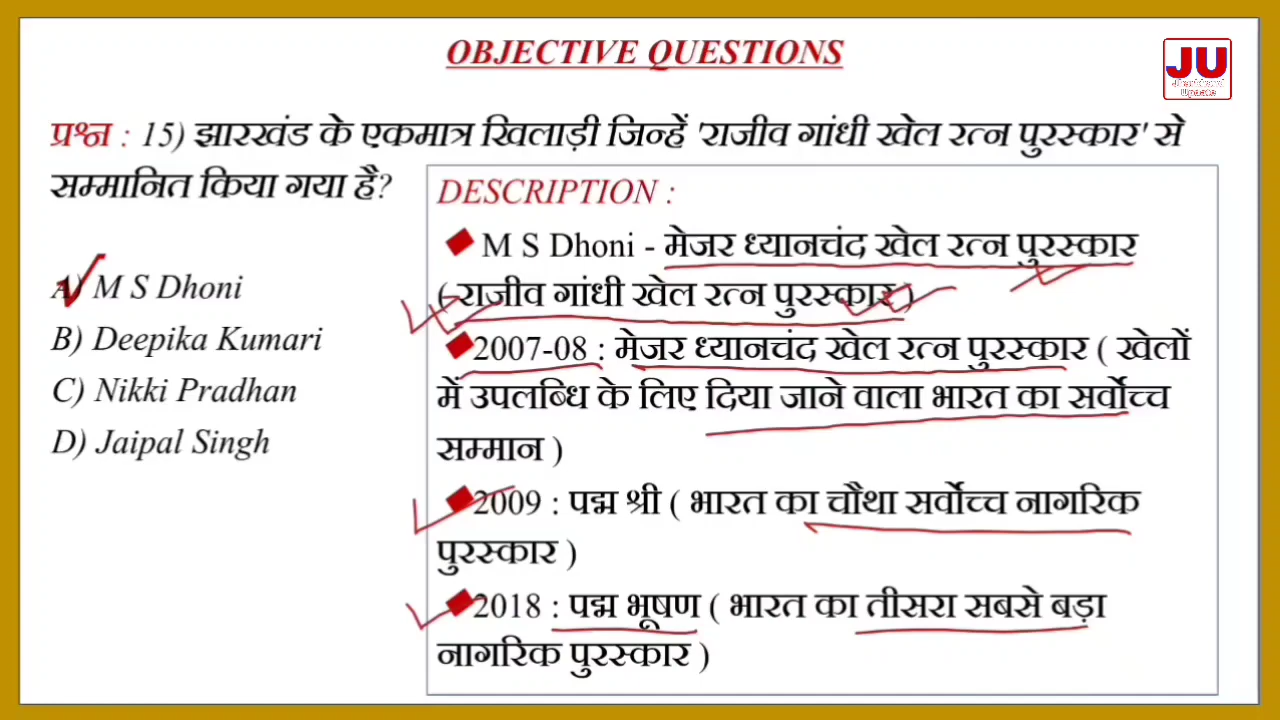 OBJECTIVE QUESTIONS
JU
Jharkhand
Update
प्रश्न : 15) झारखंड के एकमात्र खिलाड़ी जिन्हें 'राजीव गांधी खेल रत्न पुरस्कार' से
सम्मानित किया गया है?
A) M S Dhoni
B) Deepika Kumari
C) Nikki Pradhan
D) Jaipal Singh
DESCRIPTION :
M S Dhoni - मेजर ध्यानचंद खेल रत्न पुरस्कार
( राजीव गांधी खेल रत्न पुरस्कार )
2007-08 : मेजर ध्यानचंद खेल रत्न पुरस्कार ( खेलों
में उपलब्धि के लिए दिया जाने वाला भारत का सर्वोच्च
सम्मान )
2009 : पद्म श्री ( भारत का चौथा सर्वोच्च नागरिक
पुरस्कार )
2018 : पद्म भूषण ( भारत का तीसरा सबसे बड़ा
नागरिक पुरस्कार )